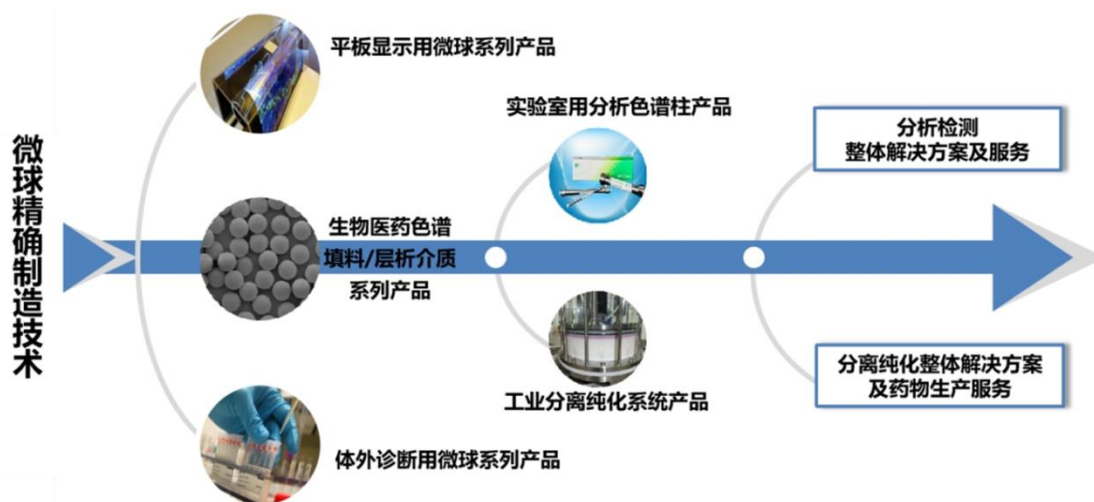 微球精确制造技术
平板显示用微球系列产品
生物医药色谱
填料/层析介质
系列产品
体外诊断用微球系列产品
实验室用分析色谱柱产品
工业分离纯化系统产品
分析检测
整体解决方案及服务
分离纯化整体解决方案
及药物生产服务